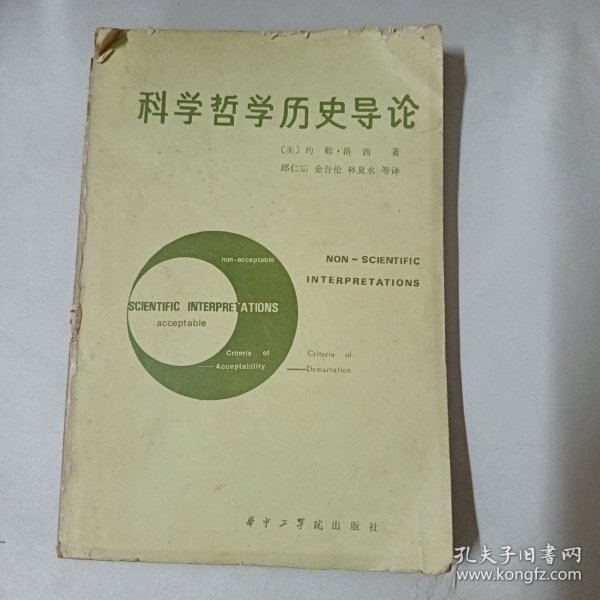 科学哲学历史导论
〔美〕约 翰·洛 西 著
邱仁宗 金吾伦 林夏水 等译
non-acceptable
NON - SCIENTIFIC
INTERPRETATIONS
SCIENTIFIC INTERPRETATIONS
acceptable
Criteria of
Acceptability
Criteria of
Demarcation
华中工学院出版社
孔夫子旧书网
www.kongfz.com